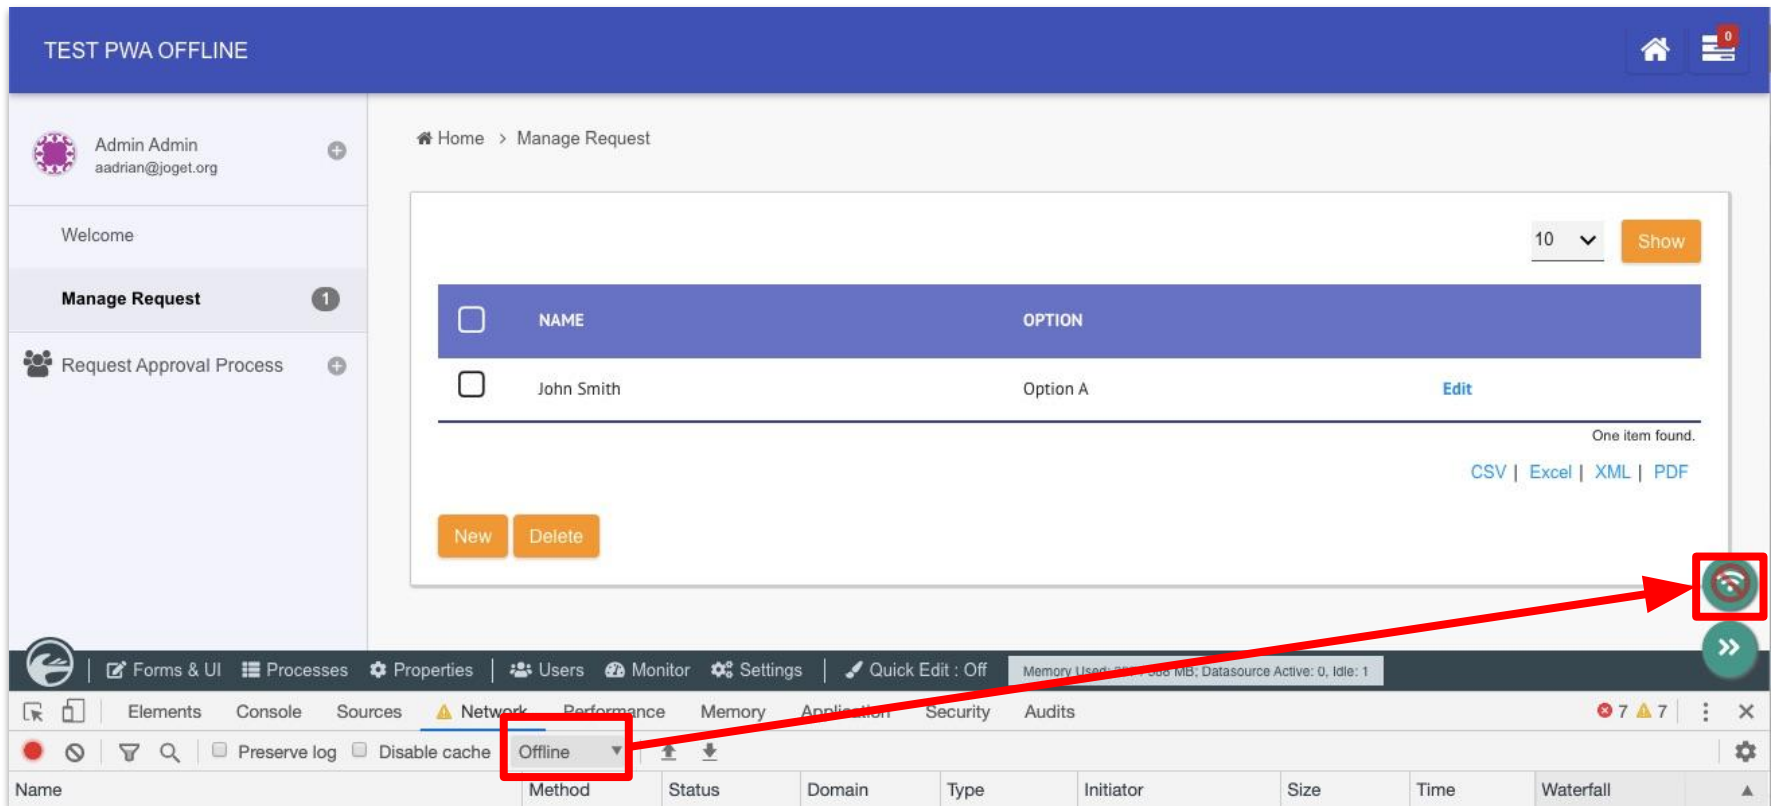 TEST PWA OFFLINE
0
Admin Admin
aadrian@joget.org
Home > Manage Request
Welcome
Manage Request 1
Request Approval Process
10 Show
NAME OPTION
John Smith Option A Edit
One item found.
CSV | Excel | XML | PDF
New Delete
Forms & UI Processes Properties | Users Monitor Settings | Quick Edit : Off Memory Used: MB; Datasource Active: 0, Idle: 1
Elements Console Sources Network Performance Memory Application Security Audits 7 7
Preserve log Disable cache Offline
Name Method Status Domain Type Initiator Size Time Waterfall